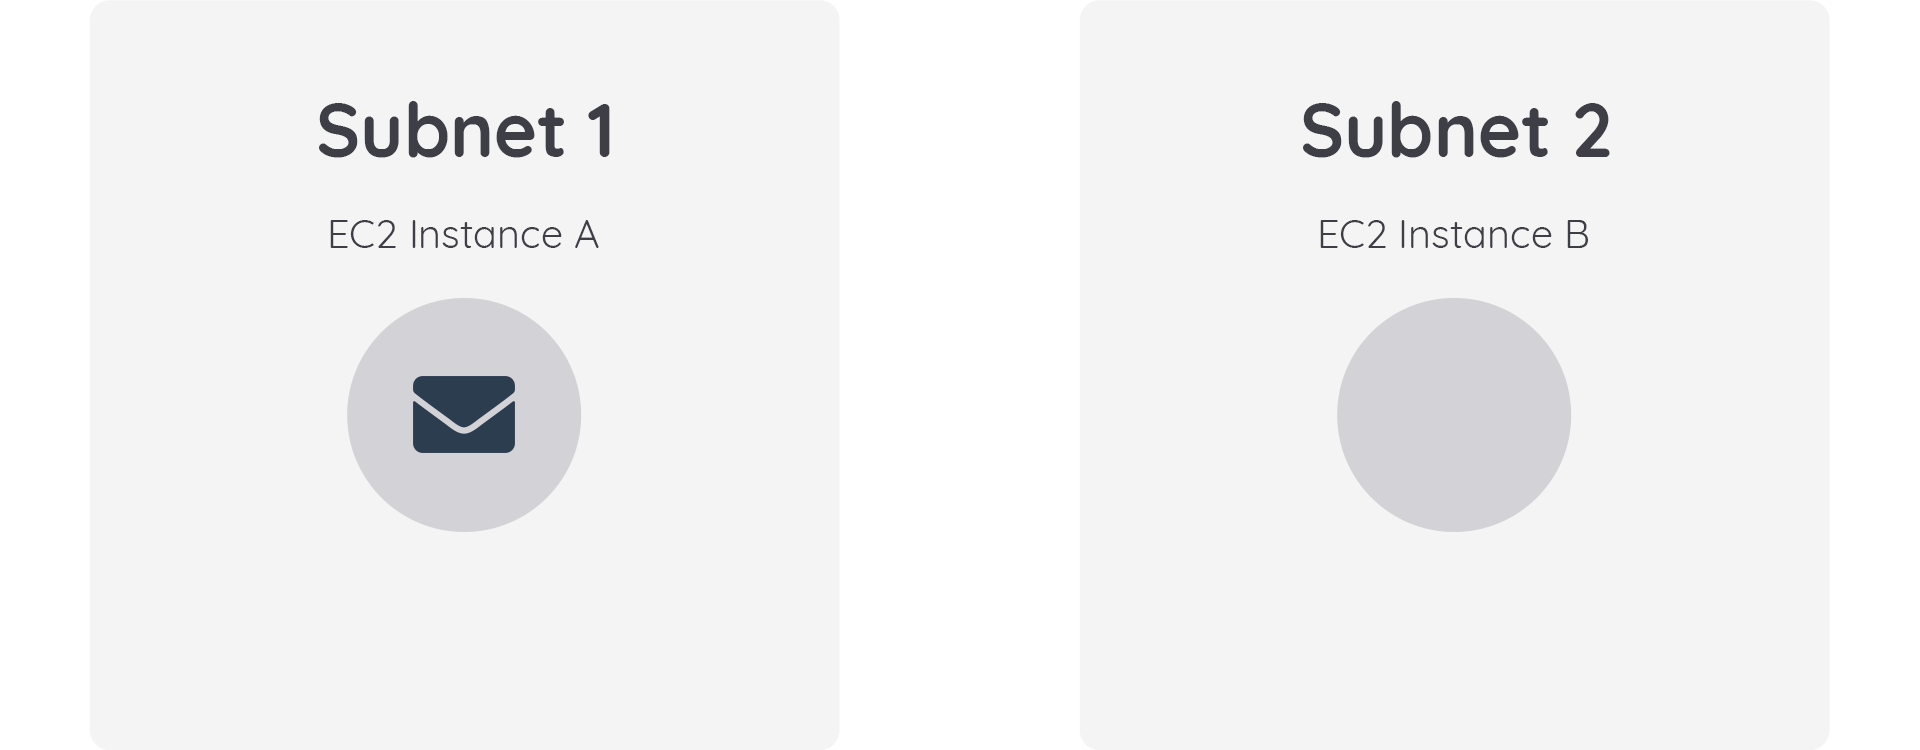 Subnet 1
EC2 Instance A
Subnet 2
EC2 Instance B